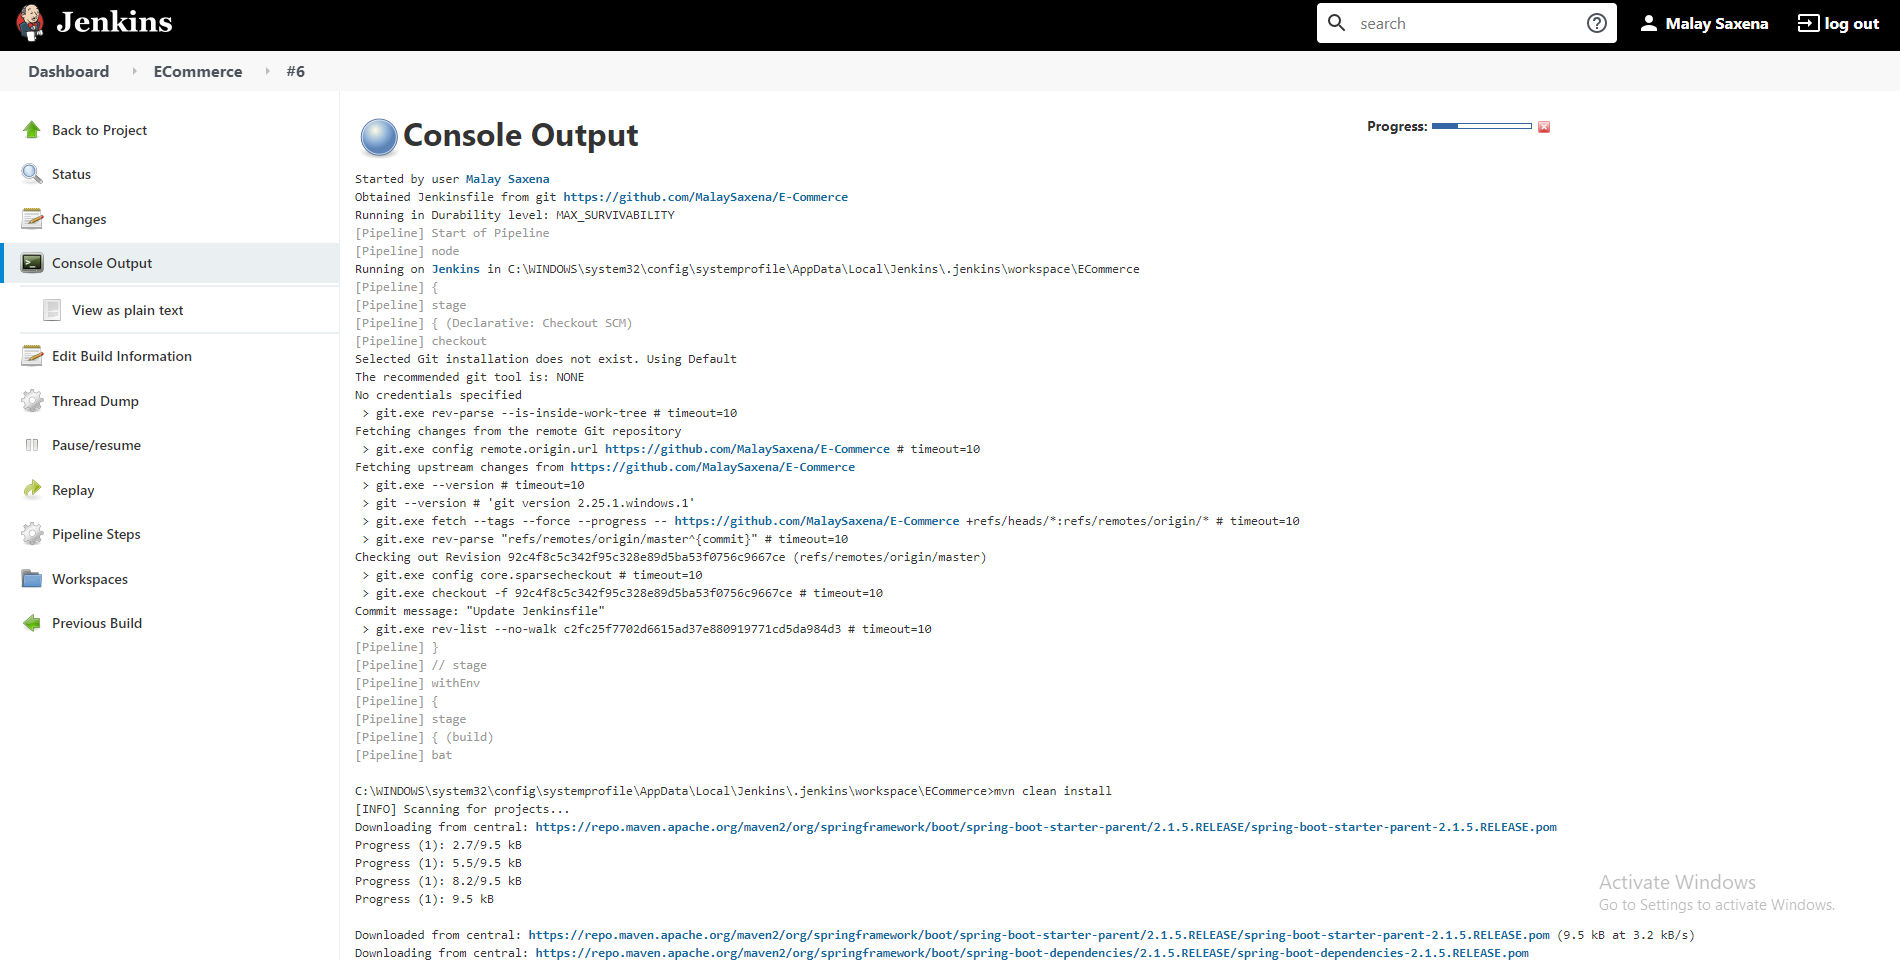 Jenkins
search
Malay Saxena
log out
Dashboard
ECommerce
#6
Back to Project
Status
Changes
Console Output
View as plain text
Edit Build Information
Thread Dump
Pause/resume
Replay
Pipeline Steps
Workspaces
Previous Build
Console Output
Progress:
Started by user Malay Saxena
Obtained Jenkinsfile from git https://github.com/MalaySaxena/E-Commerce
Running in Durability level: MAX_SURVIVABILITY
[Pipeline] Start of Pipeline
[Pipeline] node
Running on Jenkins in C:\WINDOWS\system32\config\systemprofile\AppData\Local\Jenkins\.jenkins\workspace\ECommerce
[Pipeline] {
[Pipeline] stage
[Pipeline] { (Declarative: Checkout SCM)
[Pipeline] checkout
Selected Git installation does not exist. Using Default
The recommended git tool is: NONE
No credentials specified
> git.exe rev-parse --is-inside-work-tree # timeout=10
Fetching changes from the remote Git repository
> git.exe config remote.origin.url https://github.com/MalaySaxena/E-Commerce # timeout=10
Fetching upstream changes from https://github.com/MalaySaxena/E-Commerce
> git.exe --version # timeout=10
> git --version # 'git version 2.25.1.windows.1'
> git.exe fetch --tags --force --progress -- https://github.com/MalaySaxena/E-Commerce +refs/heads/*:refs/remotes/origin/* # timeout=10
> git.exe rev-parse "refs/remotes/origin/master^{commit}" # timeout=10
Checking out Revision 92c4f8c5c342f95c328e89d5ba53f0756c9667ce (refs/remotes/origin/master)
> git.exe config core.sparsecheckout # timeout=10
> git.exe checkout -f 92c4f8c5c342f95c328e89d5ba53f0756c9667ce # timeout=10
Commit message: "Update Jenkinsfile"
> git.exe rev-list --no-walk c2fc25f7702d6615ad37e880919771cd5da984d3 # timeout=10
[Pipeline] }
[Pipeline] // stage
[Pipeline] withEnv
[Pipeline] {
[Pipeline] stage
[Pipeline] { (build)
[Pipeline] bat
C:\WINDOWS\system32\config\systemprofile\AppData\Local\Jenkins\.jenkins\workspace\ECommerce>mvn clean install
[INFO] Scanning for projects...
Downloading from central: https://repo.maven.apache.org/maven2/org/springframework/boot/spring-boot-starter-parent/2.1.5.RELEASE/spring-boot-starter-parent-2.1.5.RELEASE.pom
Progress (1): 2.7/9.5 kB
Progress (1): 5.5/9.5 kB
Progress (1): 8.2/9.5 kB
Progress (1): 9.5 kB
Downloaded from central: https://repo.maven.apache.org/maven2/org/springframework/boot/spring-boot-starter-parent/2.1.5.RELEASE/spring-boot-starter-parent-2.1.5.RELEASE.pom (9.5 kB at 3.2 kB/s)
Downloading from central: https://repo.maven.apache.org/maven2/org/springframework/boot/spring-boot-dependencies/2.1.5.RELEASE/spring-boot-dependencies-2.1.5.RELEASE.pom
Activate Windows
Go to Settings to activate Windows.